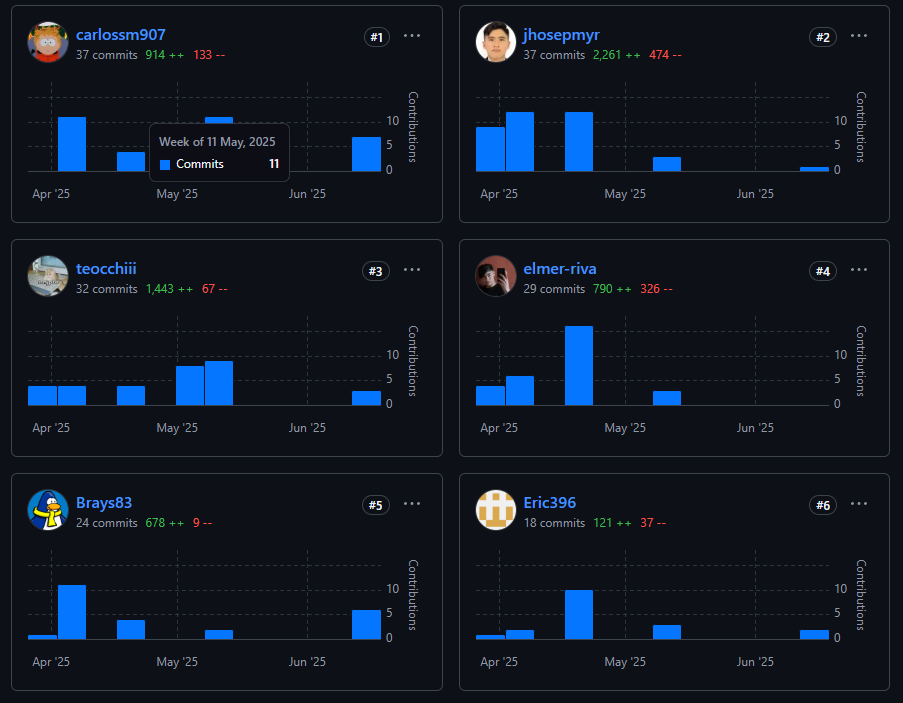 carlossm907
#1
37 commits 914 ++ 133 --
Contributions
10
5
0
Week of 11 May, 2025
Commits 11
Apr '25 May '25 Jun '25
jhosepmyr
#2
37 commits 2,261 ++ 474 --
Contributions
10
5
0
Apr '25 May '25 Jun '25
teocchiii
#3
32 commits 1,443 ++ 67 --
Contributions
10
5
0
Apr '25 May '25 Jun '25
elmer-riva
#4
29 commits 790 ++ 326 --
Contributions
10
5
0
Apr '25 May '25 Jun '25
Brays83
#5
24 commits 678 ++ 9 --
Contributions
10
5
0
Apr '25 May '25 Jun '25
Eric396
#6
18 commits 121 ++ 37 --
Contributions
10
5
0
Apr '25 May '25 Jun '25